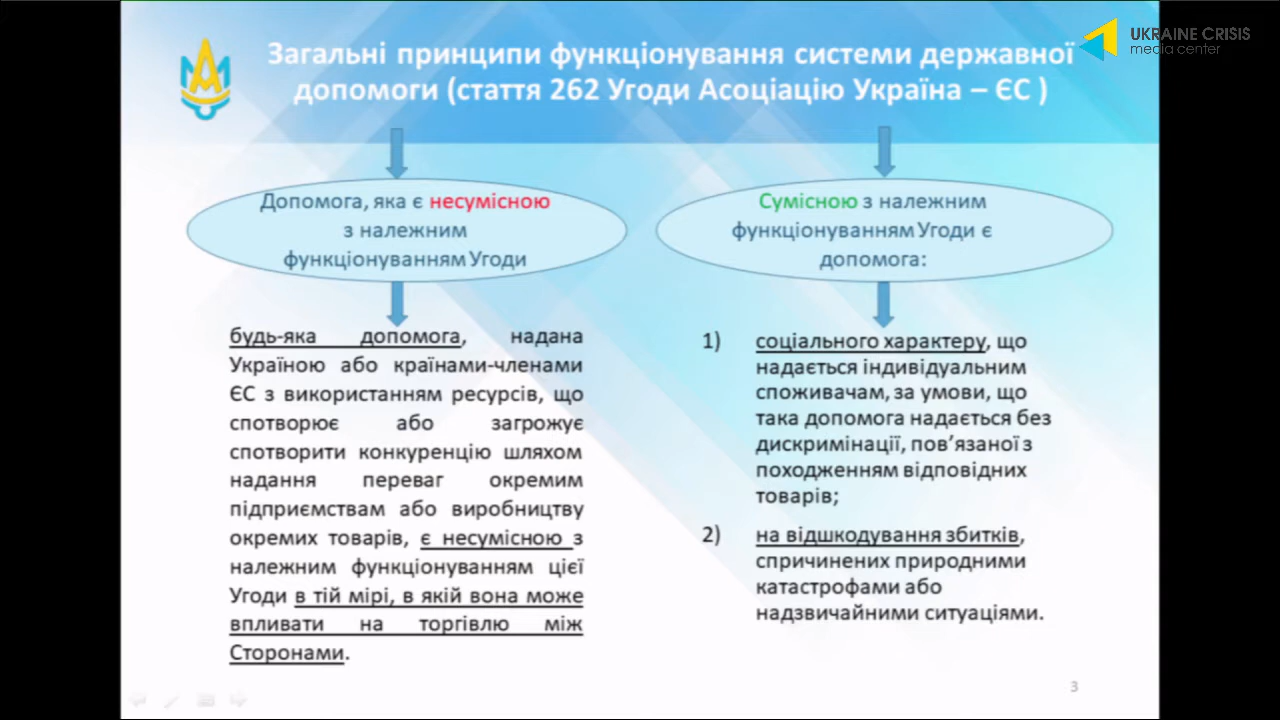 UKRAINE CRISIS
media center
Загальні принципи функціонування системи державної
допомоги (стаття 262 Угоди Асоціацію Україна – ЄС )
Допомога, яка є несумісною
з належним
функціонуванням Угоди
будь-яка допомога, надана
Україною або країнами-членами
ЄС з використанням ресурсів, що
спотворює або загрожує
спотворити конкуренцію шляхом
надання переваг окремим
підприємствам або виробництву
окремих товарів, є несумісною з
належним функціонуванням цієї
Угоди в тій мірі, в якій вона може
впливати на торгівлю між
Сторонами.
Сумісною з належним
функціонуванням Угоди є
допомога:
1) соціального характеру, що
надається індивідуальним
споживачам, за умови, що
така допомога надається без
дискримінації, пов’язаної з
походженням відповідних
товарів;
2) на відшкодування збитків,
спричинених природними
катастрофами або
надзвичайними ситуаціями.
3